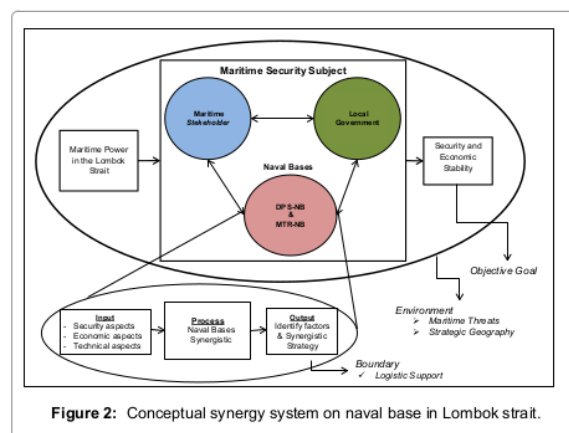 Maritime Security Subject
Maritime
Stekeholder
Local
Government
Maritime Power
in the Lombok
Strait
Security and
Economic
Stability
Naval Bases
DPS-NB
&
MTR-NB
Objective Goal
Input
- Security aspects
- Economic aspects
- Technical aspects
Process
Naval Bases
Synergistic
Output
Identify factors
& Synergistic
Strategy
Environment
➢ Maritime Threats
➢ Strategic Geography
Boundary
✓ Logistic Support
Figure 2: Conceptual synergy system on naval base in Lombok strait.